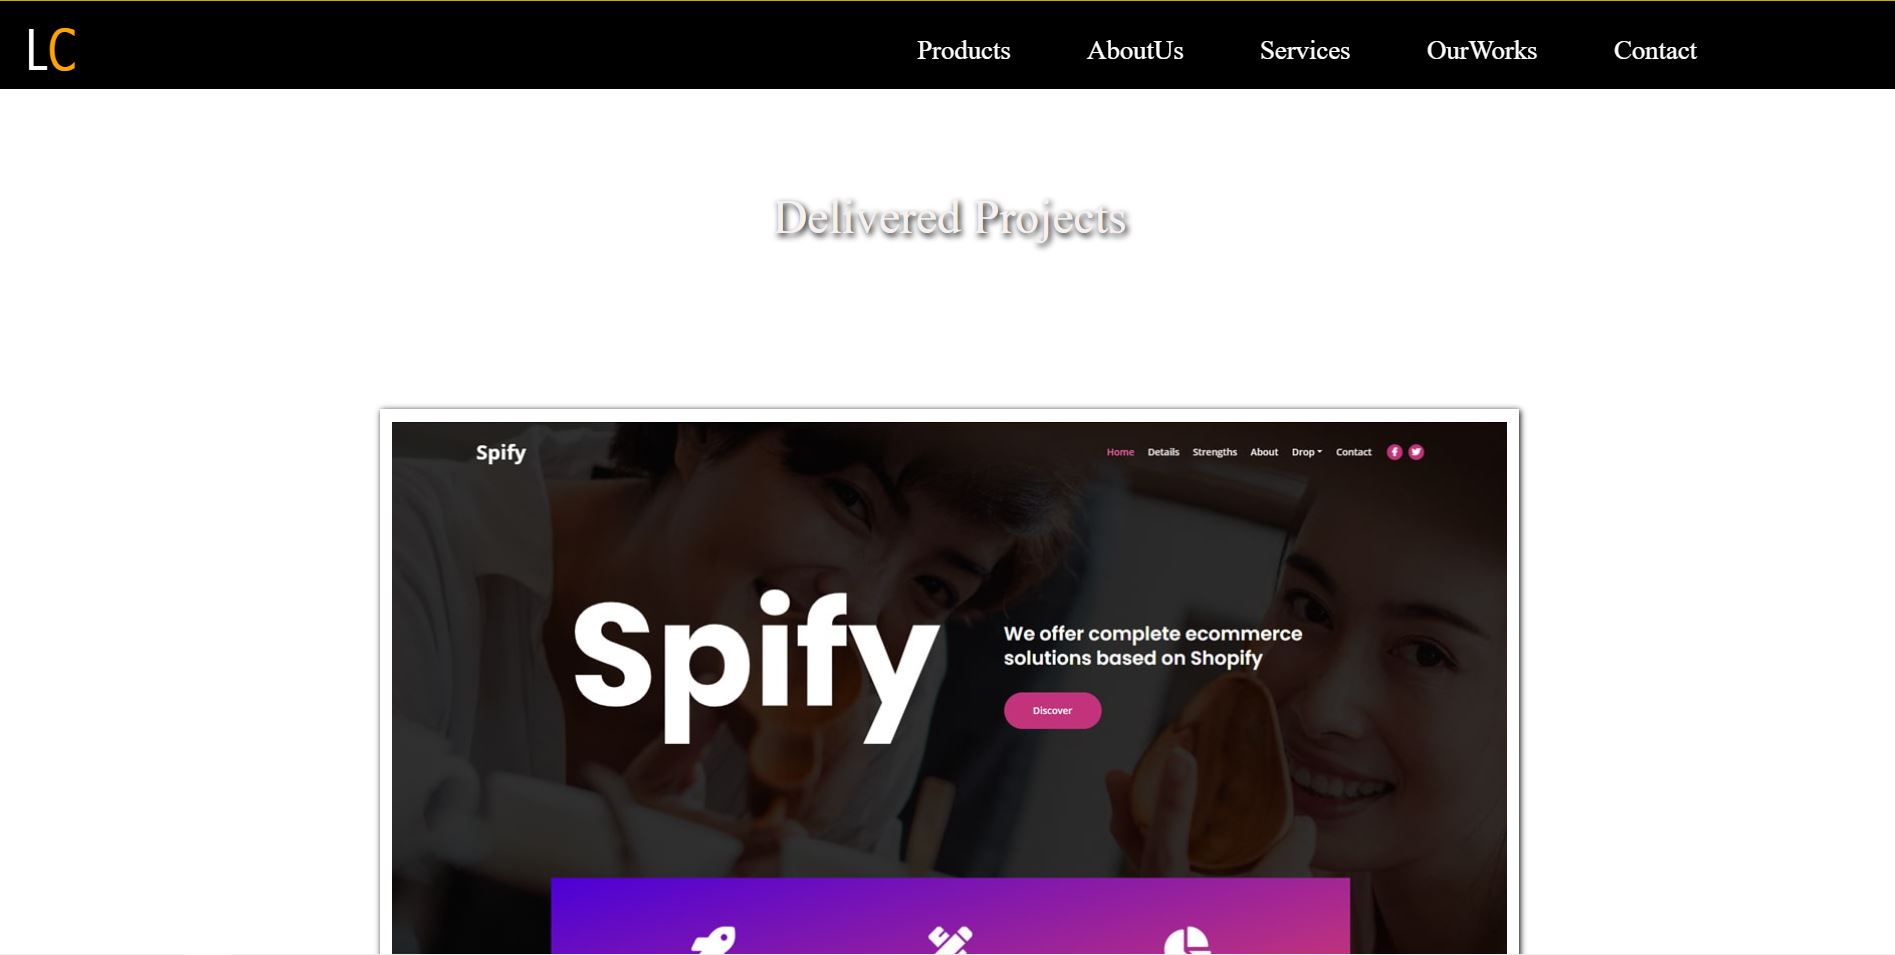 LC
Products AboutUs Services OurWorks Contact
Delivered Projects
Spify
Home Details Strengths About Drop Contact
Spify
We offer complete ecommerce
solutions based on Shopify
Discover